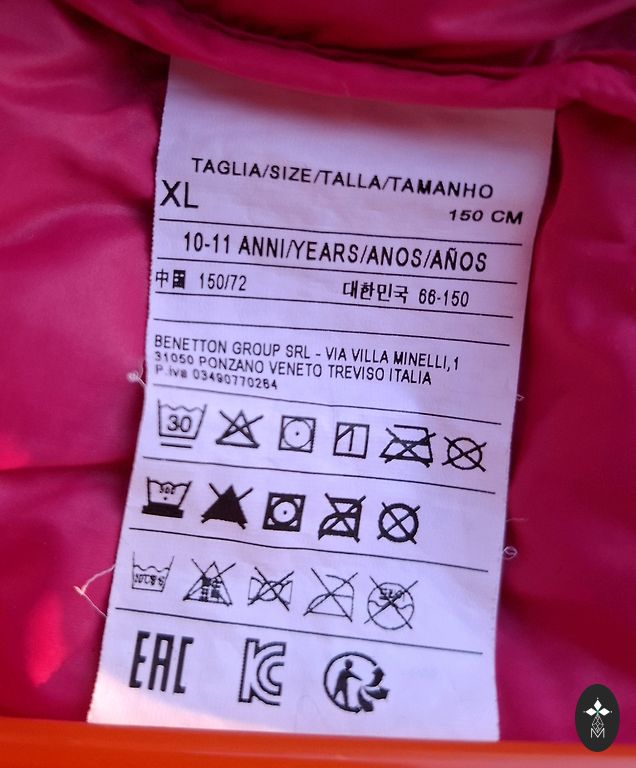 TAGLIA/SIZE/TALLA/TAMANHO
XL
150 CM
10-11 ANNI/YEARS/ANOS/AÑOS
中国 150/72 대한민국 66-150
BENETTON GROUP SRL - VIA VILLA MINELLI,1
31050 PONZANO VENETO TREVISO ITALIA
P.iva 03490770264
30
EAC
KC
M